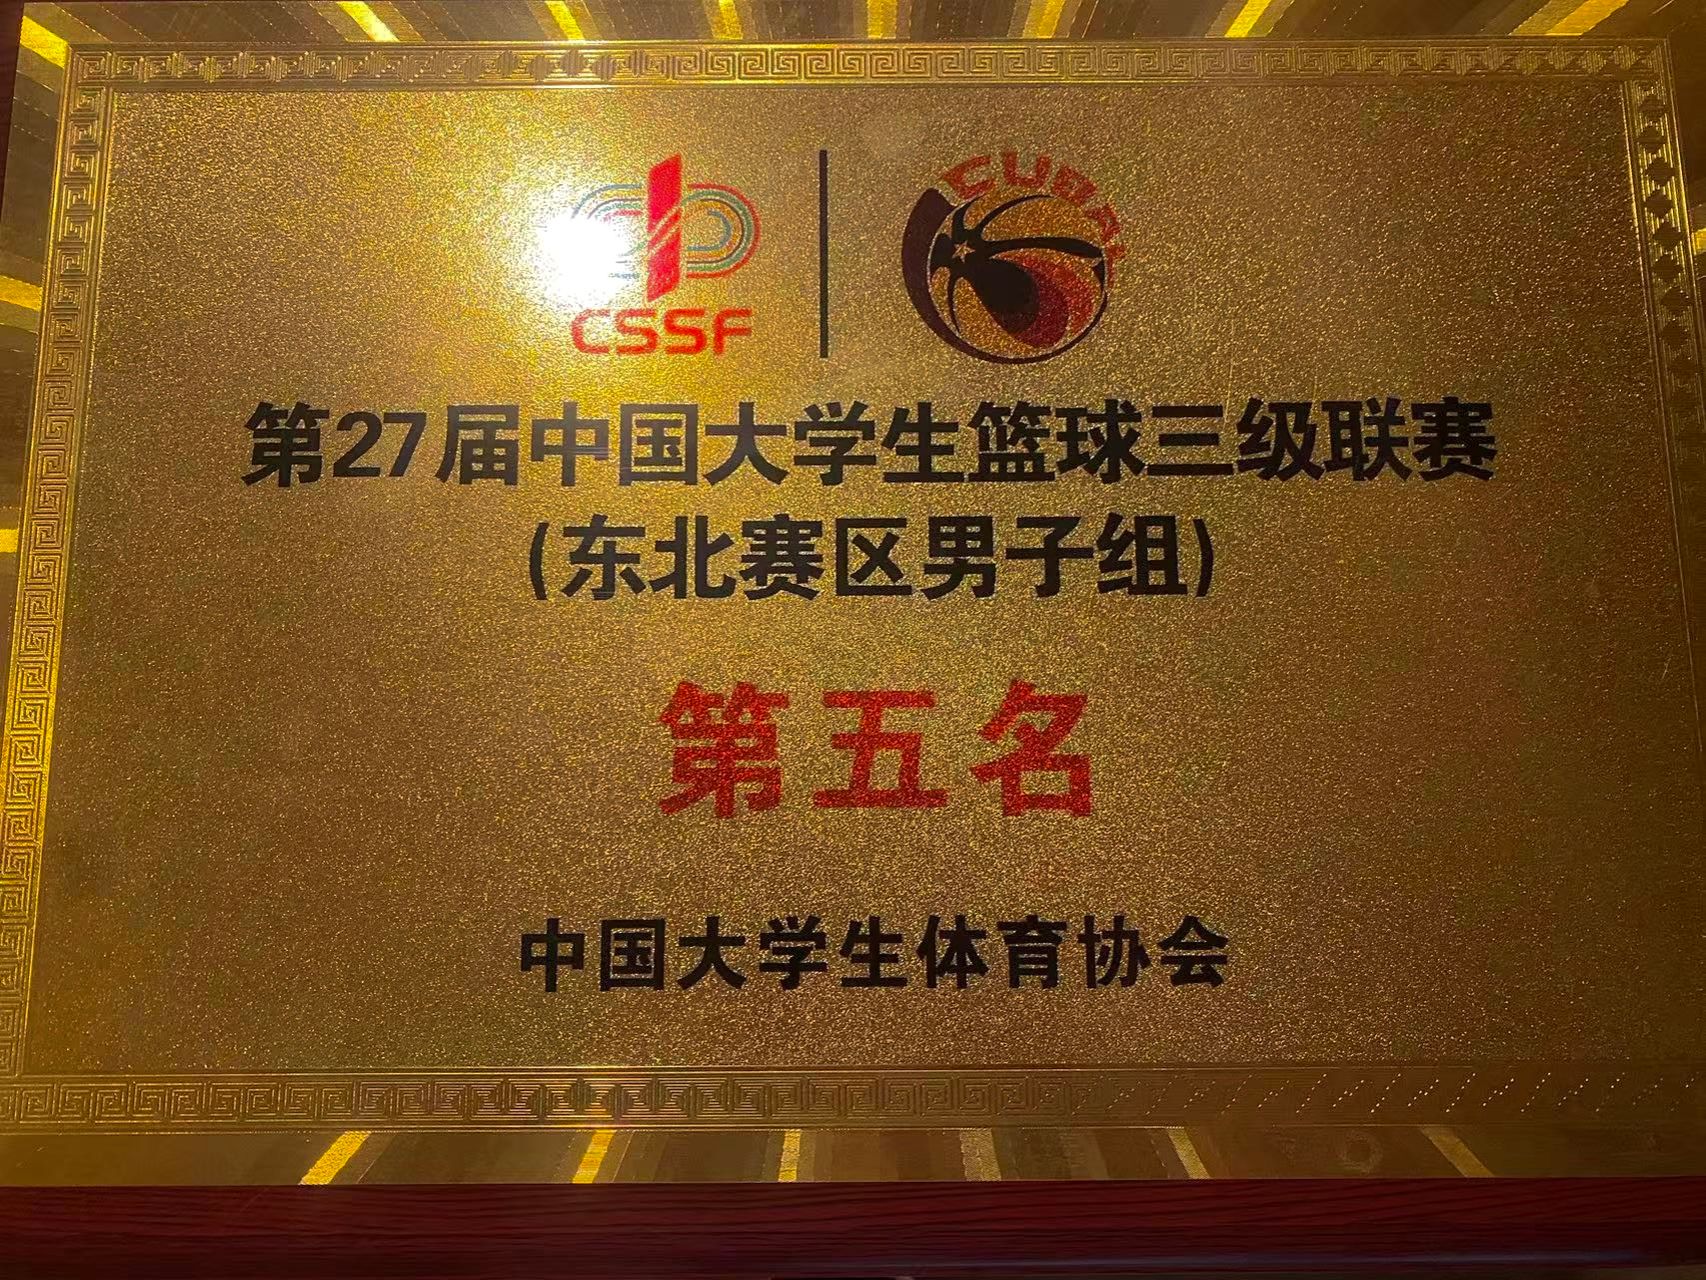 CSSF
CUBAL
第27届中国大学生篮球三级联赛
(东北赛区男子组)
第五名
中国大学生体育协会